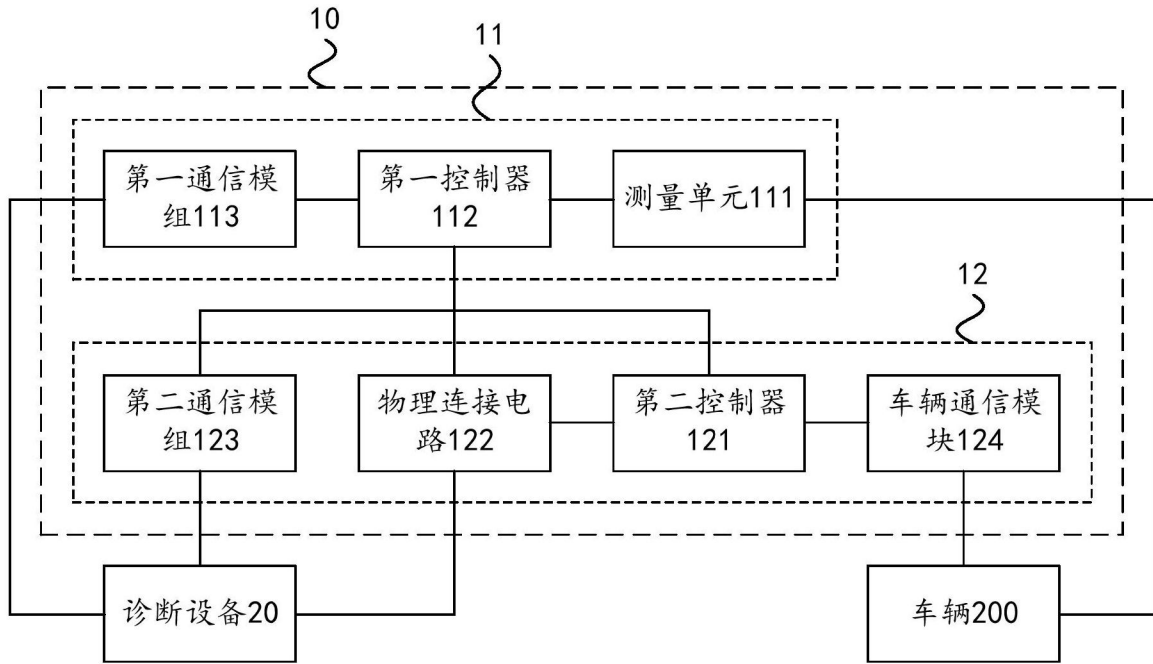 10
11
第一通信模
组113
第一控制器
112
测量单元111
12
第二通信模
组123
物理连接电
路122
第二控制器
121
车辆通信模
块124
诊断设备20
车辆200